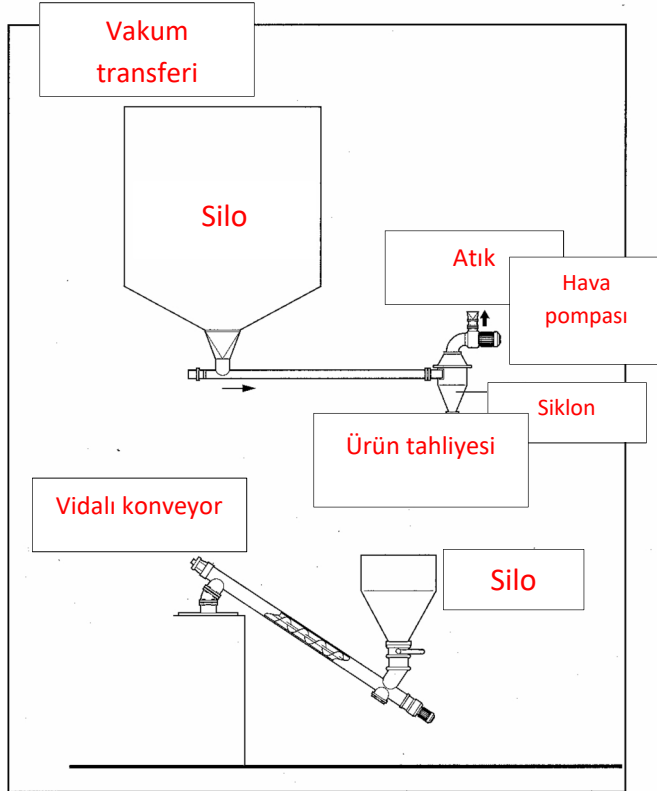 Vakum
transferi
Silo
Atık
Hava
pompası
Siklon
Ürün tahliyesi
Vidalı konveyor
Silo